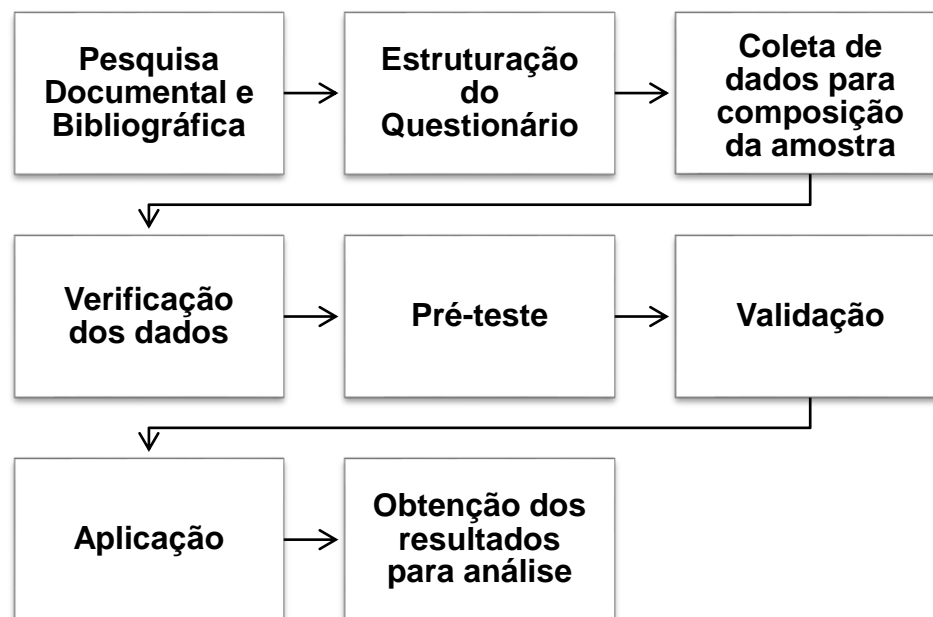 Pesquisa
Documental e
Bibliográfica
Estruturação
do
Questionário
Coleta de
dados para
composição
da amostra
Verificação
dos dados
Pré-teste
Validação
Aplicação
Obtenção dos
resultados
para análise